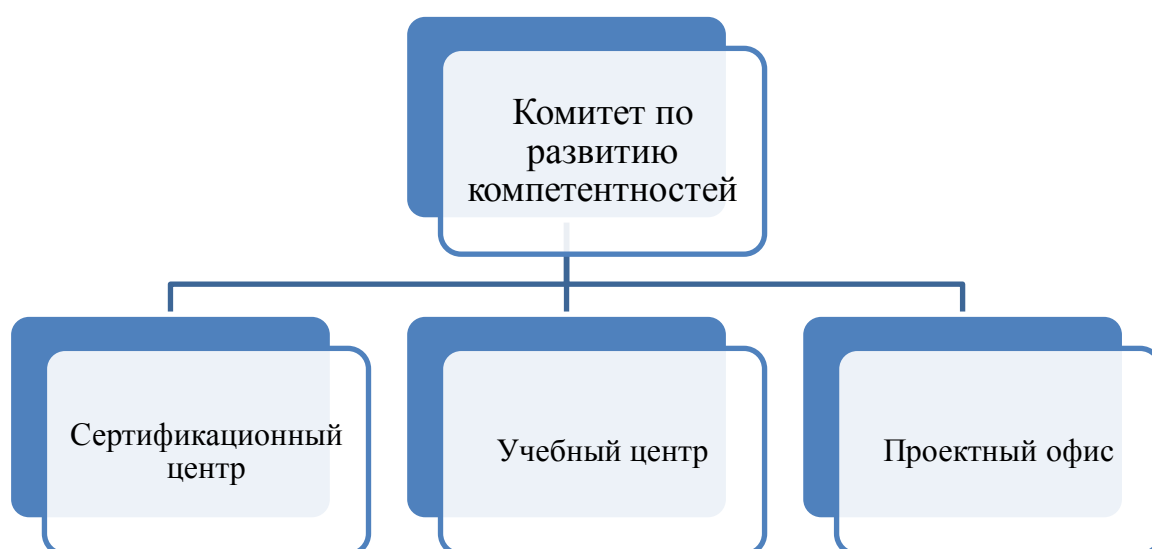 Комитет по
развитию
компетентностей
Сертификационный
центр
Учебный центр
Проектный офис